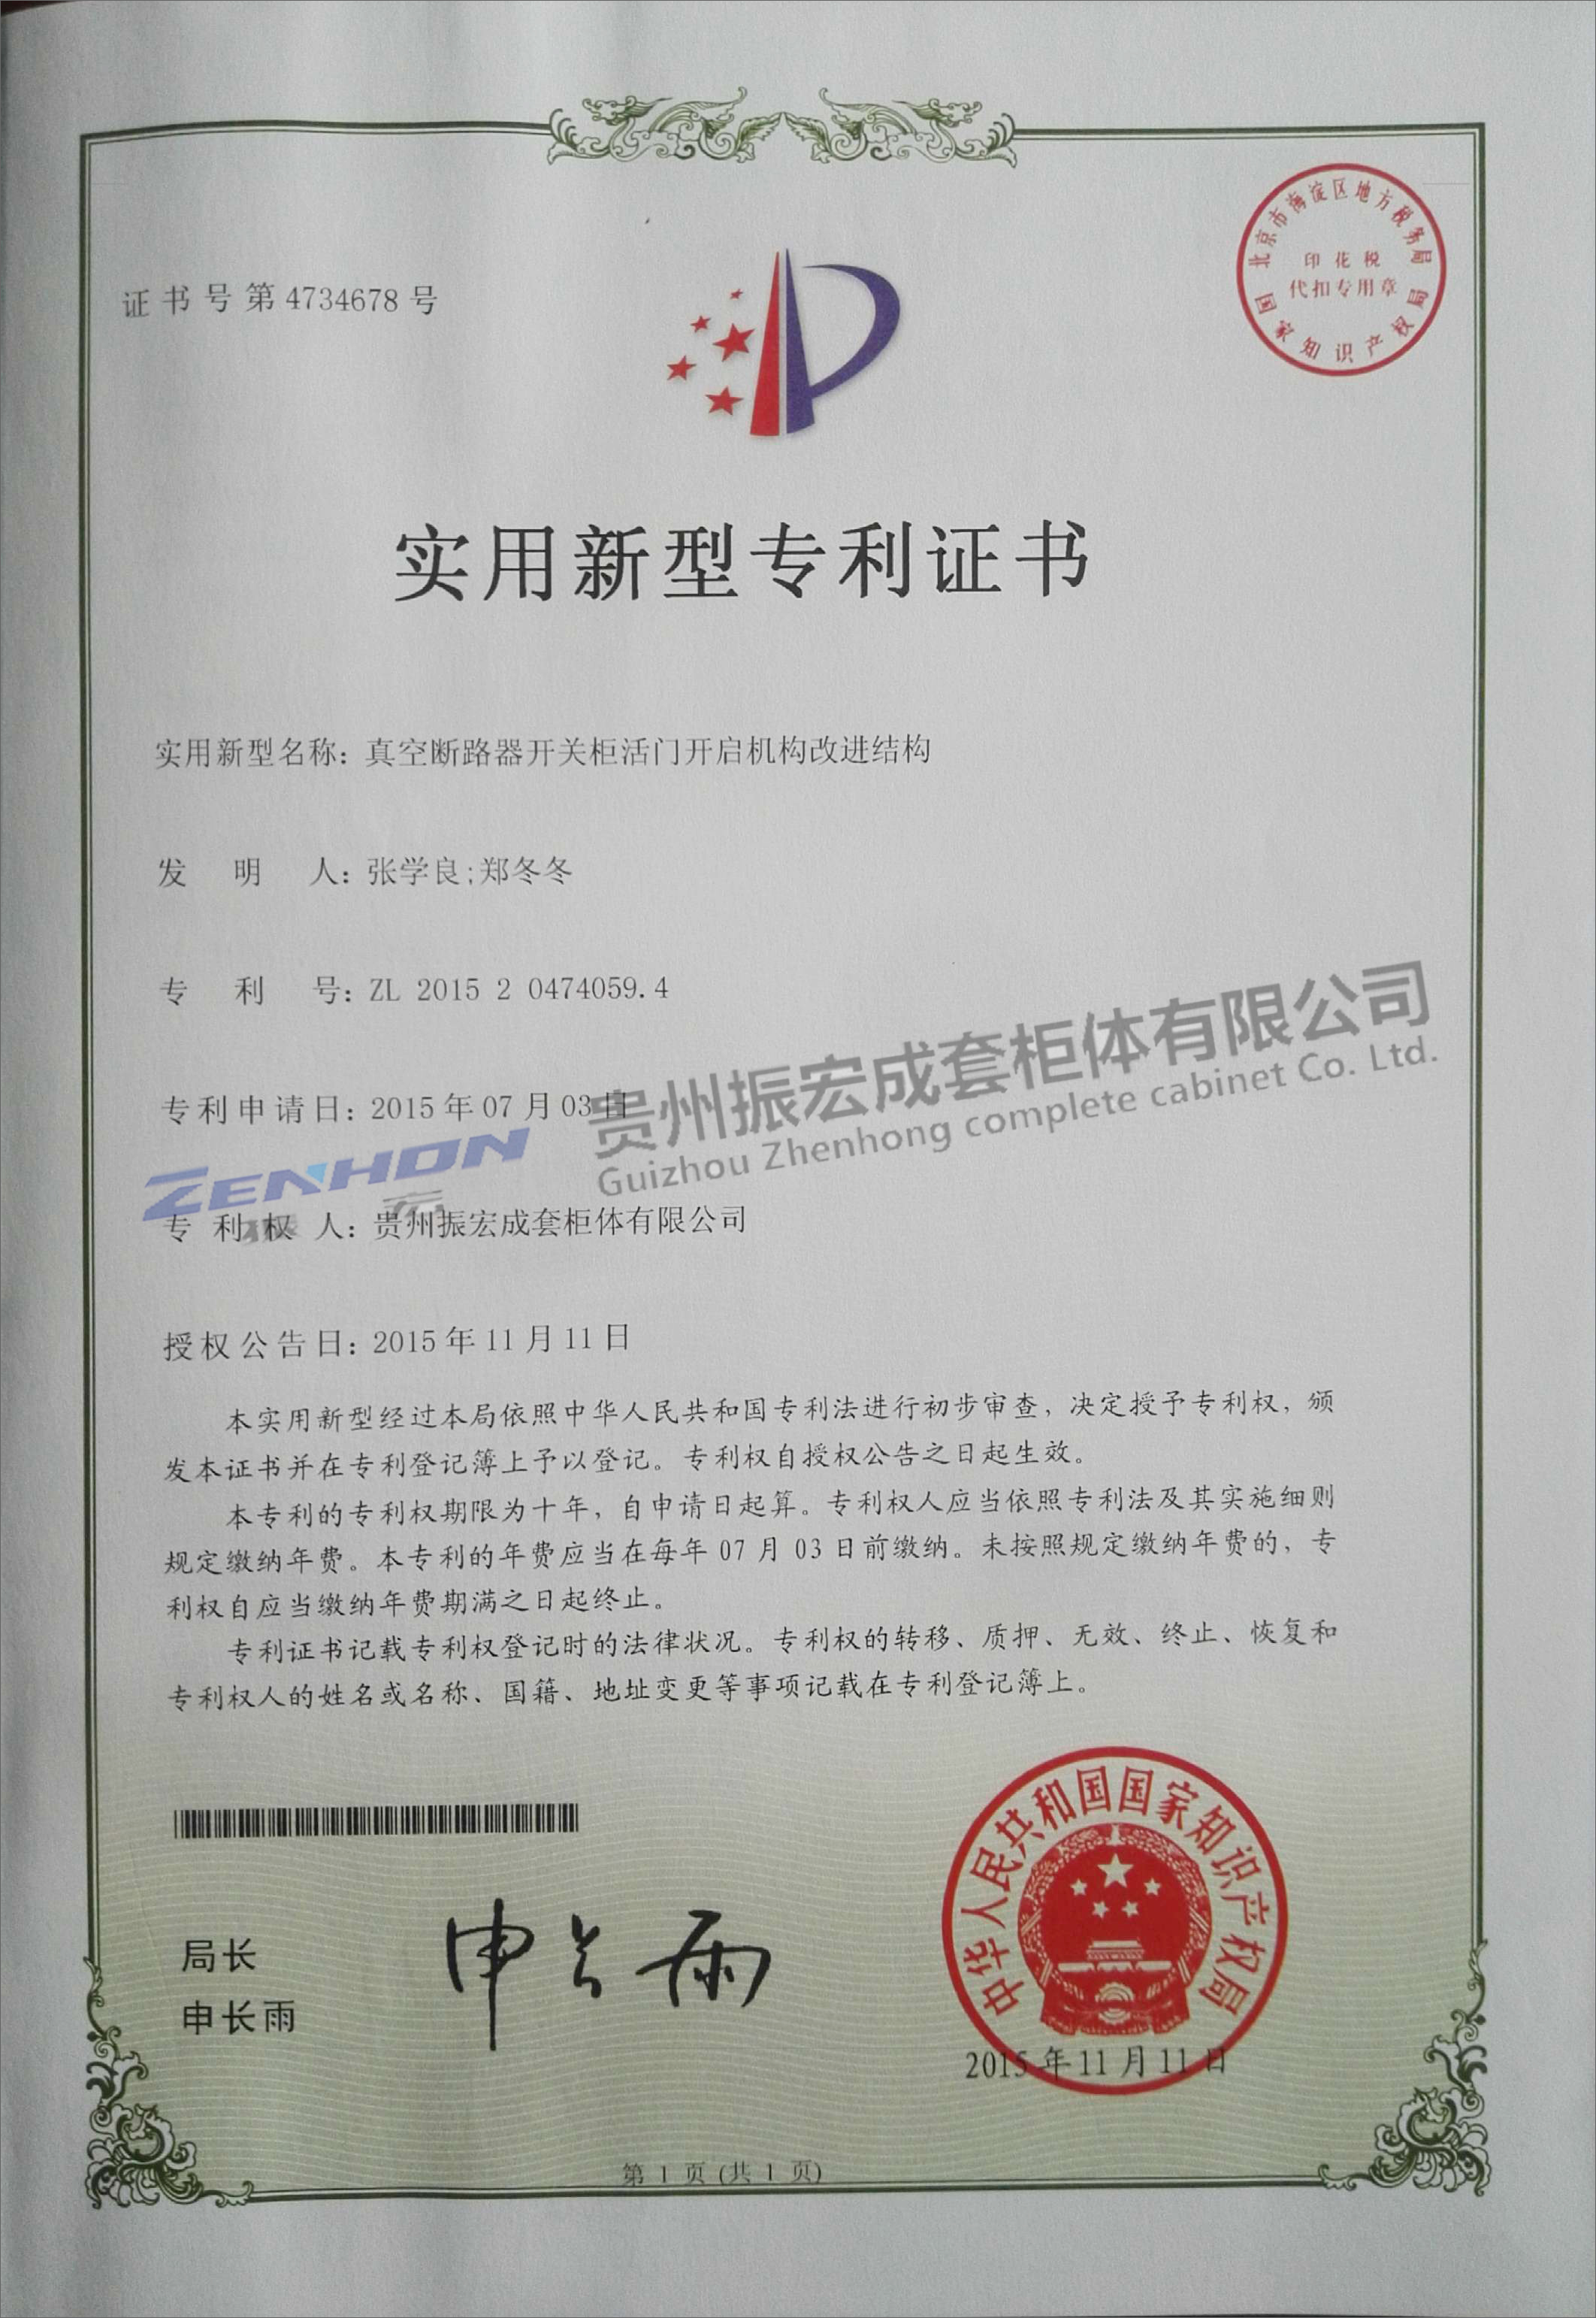 北京市海淀区地方税务局
印花税
代扣专用章
国家知识产权局
证书号第4734678号
实用新型专利证书
实用新型名称：真空断路器开关柜活门开启机构改进结构
发明人：张学良;郑冬冬
专利号：ZL 2015 2 0474059.4
专利申请日：2015年07月03日
贵州振宏成套柜体有限公司
Guizhou Zhenhong complete cabinet Co. Ltd.
ZENHON
专利权人：贵州振宏成套柜体有限公司
授权公告日：2015年11月11日
本实用新型经过本局依照中华人民共和国专利法进行初步审查，决定授予专利权，颁
发本证书并在专利登记簿上予以登记。专利权自授权公告之日起生效。
本专利的专利权期限为十年，自申请日起算。专利权人应当依照专利法及其实施细则
规定缴纳年费。本专利的年费应当在每年07月03日前缴纳。未按照规定缴纳年费的，专
利权自应当缴纳年费期满之日起终止。
专利证书记载专利权登记时的法律状况。专利权的转移、质押、无效、终止、恢复和
专利权人的姓名或名称、国籍、地址变更等事项记载在专利登记簿上。
局长
申长雨
申长雨
中华人民共和国国家知识产权局
2015年11月11日
第1页(共1页)